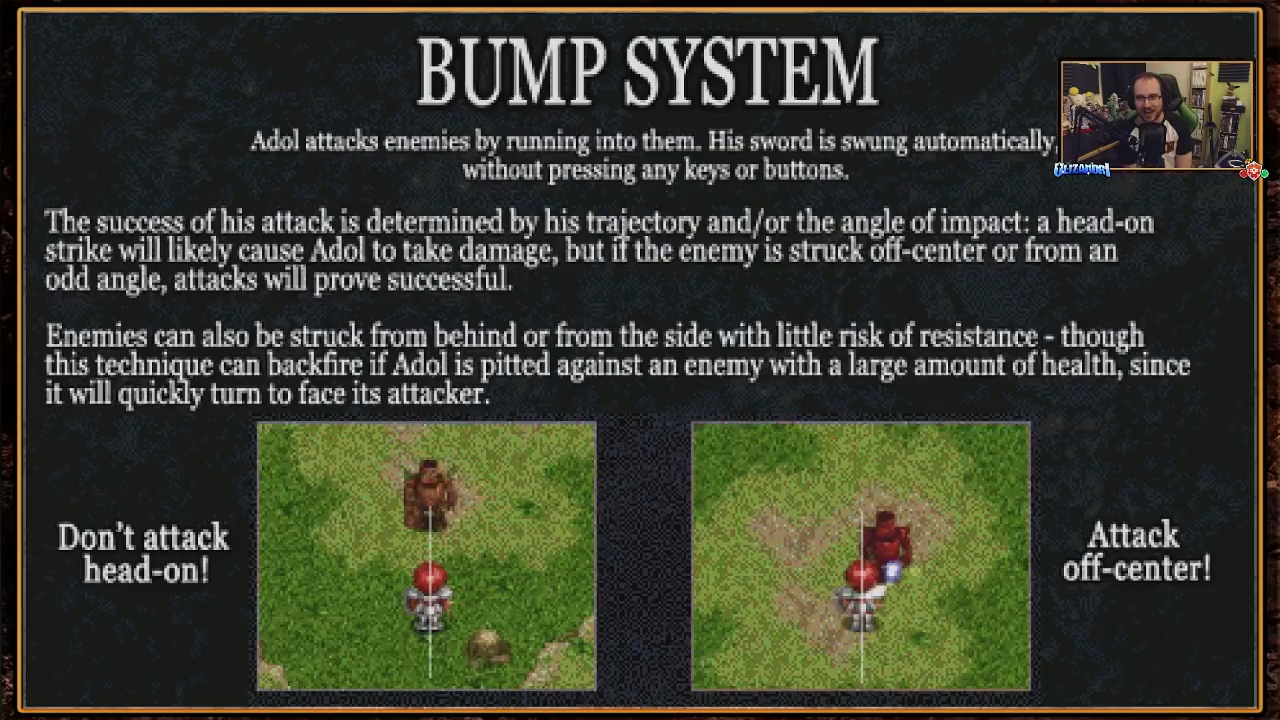 BUMP SYSTEM
Adol attacks enemies by running into them. His sword is swung automatically,
without pressing any keys or buttons.
The success of his attack is determined by his trajectory and/or the angle of impact: a head-on
strike will likely cause Adol to take damage, but if the enemy is struck off-center or from an
odd angle, attacks will prove successful.
Enemies can also be struck from behind or from the side with little risk of resistance - though
this technique can backfire if Adol is pitted against an enemy with a large amount of health, since
it will quickly turn to face its attacker.
Don't attack
head-on!
Attack
off-center!